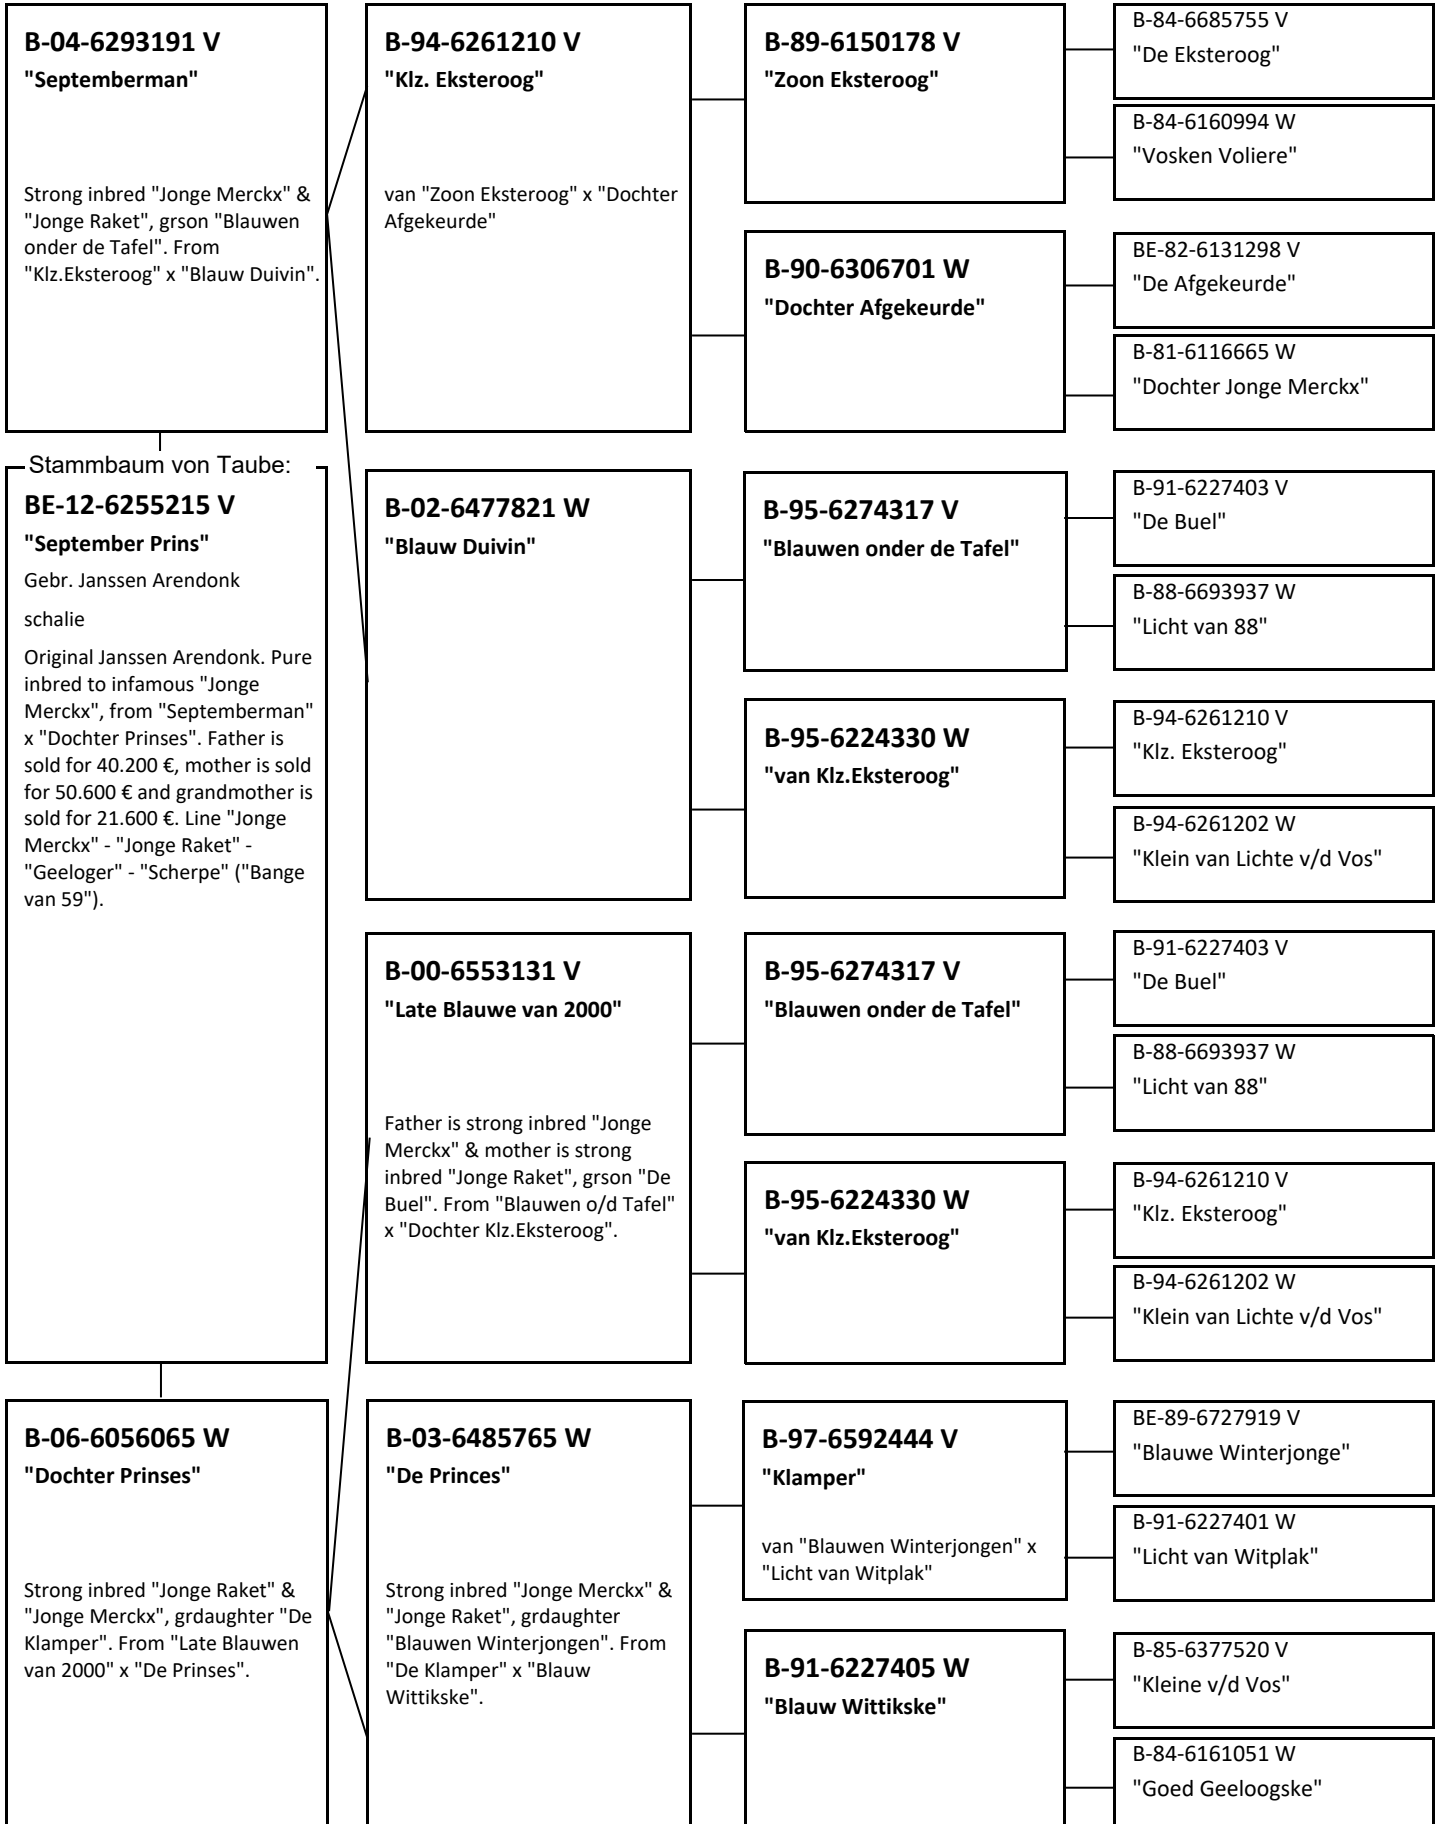 B-04-6293191 V
"Septemberman"
Strong inbred "Jonge Merckx" &
"Jonge Raket", grson "Blauwen
onder de Tafel". From
"Klz.Eksteroog" x "Blauw Duivin".
Stammbaum von Taube:
BE-12-6255215 V
"September Prins"
Gebr. Janssen Arendonk
schalie
Original Janssen Arendonk. Pure
inbred to infamous "Jonge
Merckx", from "Septemberman"
x "Dochter Prinses". Father is
sold for 40.200 €, mother is sold
for 50.600 € and grandmother is
sold for 21.600 €. Line "Jonge
Merckx" - "Jonge Raket" -
"Geeloger" - "Scherpe" ("Bange
van 59").
B-06-6056065 W
"Dochter Prinses"
Strong inbred "Jonge Raket" &
"Jonge Merckx", grdaughter "De
Klamper". From "Late Blauwen
van 2000" x "De Prinses".
B-94-6261210 V
"Klz. Eksteroog"
van "Zoon Eksteroog" x "Dochter
Afgekeurde"
B-02-6477821 W
"Blauw Duivin"
B-00-6553131 V
"Late Blauwe van 2000"
Father is strong inbred "Jonge
Merckx" & mother is strong
inbred "Jonge Raket", grson "De
Buel". From "Blauwen o/d Tafel"
x "Dochter Klz.Eksteroog".
B-03-6485765 W
"De Princes"
Strong inbred "Jonge Merckx" &
"Jonge Raket", grdaughter
"Blauwen Winterjongen". From
"De Klamper" x "Blauw
Wittikske".
B-89-6150178 V
"Zoon Eksteroog"
B-90-6306701 W
"Dochter Afgekeurde"
B-95-6274317 V
"Blauwen onder de Tafel"
B-95-6224330 W
"van Klz.Eksteroog"
B-95-6274317 V
"Blauwen onder de Tafel"
B-95-6224330 W
"van Klz.Eksteroog"
B-97-6592444 V
"Klamper"
van "Blauwen Winterjongen" x
"Licht van Witplak"
B-91-6227405 W
"Blauw Wittikske"
B-84-6685755 V
"De Eksteroog"
B-84-6160994 W
"Vosken Voliere"
BE-82-6131298 V
"De Afgekeurde"
B-81-6116665 W
"Dochter Jonge Merckx"
B-91-6227403 V
"De Buel"
B-88-6693937 W
"Licht van 88"
B-94-6261210 V
"Klz. Eksteroog"
B-94-6261202 W
"Klein van Lichte v/d Vos"
B-91-6227403 V
"De Buel"
B-88-6693937 W
"Licht van 88"
B-94-6261210 V
"Klz. Eksteroog"
B-94-6261202 W
"Klein van Lichte v/d Vos"
BE-89-6727919 V
"Blauwe Winterjonge"
B-91-6227401 W
"Licht van Witplak"
B-85-6377520 V
"Kleine v/d Vos"
B-84-6161051 W
"Goed Geeloogske"